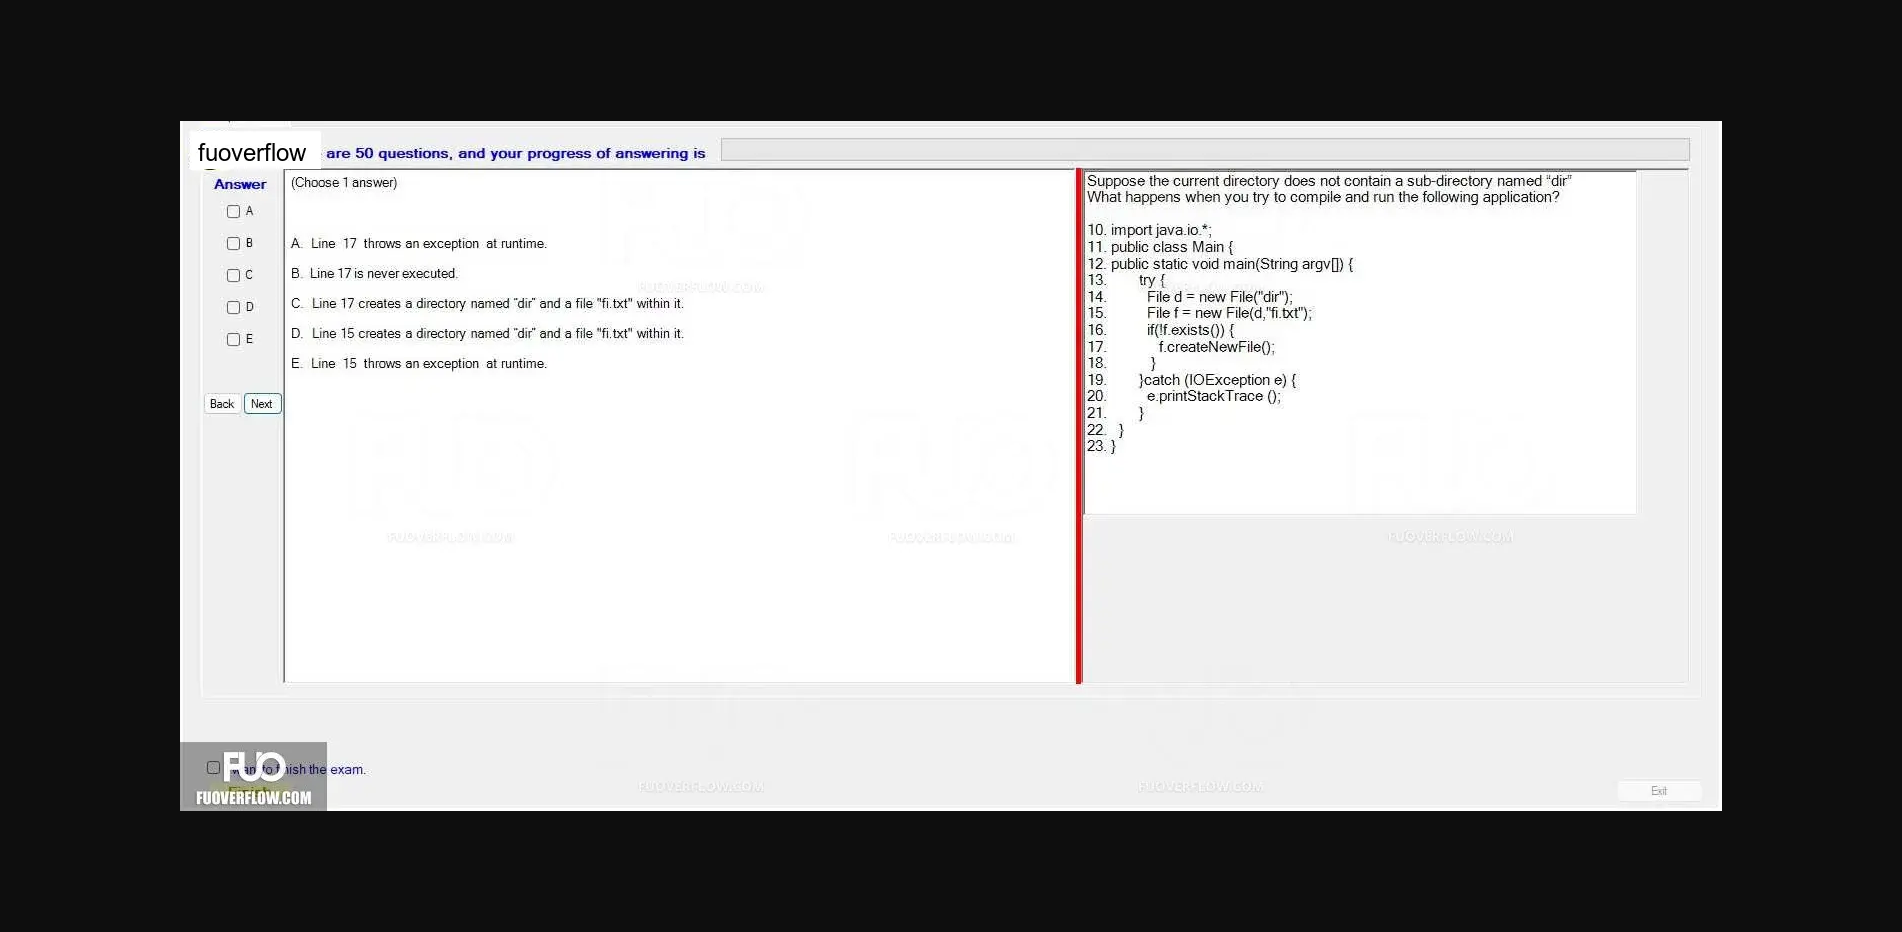 fuoverflow
are 50 questions, and your progress of answering is
Answer
A
B
C
D
E
Back
Next
(Choose 1 answer)
A. Line 17 throws an exception at runtime.
B. Line 17 is never executed.
C. Line 17 creates a directory named "dir" and a file "fi.txt" within it.
D. Line 15 creates a directory named "dir" and a file "fi.txt" within it.
E. Line 15 throws an exception at runtime.
Suppose the current directory does not contain a sub-directory named “dir”
What happens when you try to compile and run the following application?
10. import java.io.*;
11. public class Main {
12. public static void main(String argv[]) {
13. try {
14. File d = new File("dir");
15. File f = new File(d,"fi.txt");
16. if(!f.exists()) {
17. f.createNewFile();
18. }
19. }catch (IOException e) {
20. e.printStackTrace ();
21. }
22. }
23. }
FUOVERFLOW.COM
FUOVERFLOW.COM
FUOVERFLOW.COM
FUOVERFLOW.COM
FUOVERFLOW.COM
FUOVERFLOW.COM
to finish the exam.
FUO
FUOVERFLOW.COM
Exit